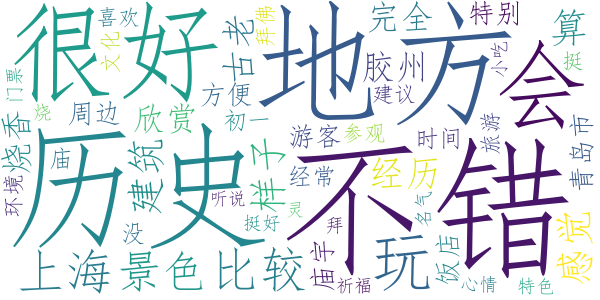 很好
地方
历史
不错
会
喜欢
文化
门票
古老
拜佛
完全
特别
算
小吃
挺
胶州
建议
方便
周边
欣赏
初一
烧香
烧
庙
环境
建筑
样子
游客
参观
时间
旅游
青岛市
经常
经历
听说
灵
挺好
没
拜
名气
感觉
上海
景色
比较
庙宇
祈福
玩
饭店
心情
特色